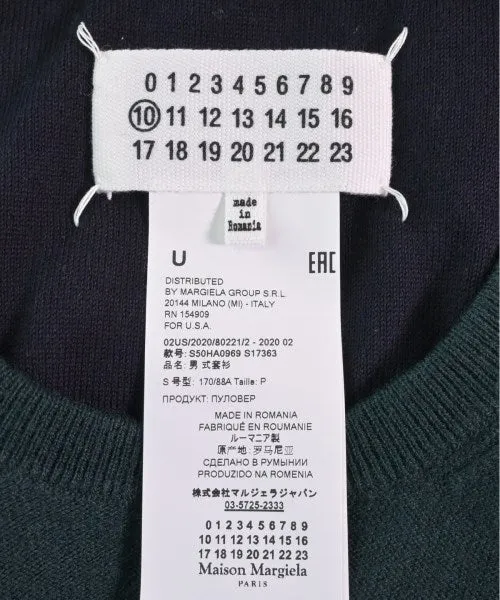 0 1 2 3 4 5 6 7 8 9
10 11 12 13 14 15 16
17 18 19 20 21 22 23
made
in
Romania
U
EAC
DISTRIBUTED
BY MARGIELA GROUP S.R.L.
20144 MILANO (MI) - ITALY
RN 154909
FOR U.S.A.
02US/2020/80221/2 - 2020 02
款号: S50HA0969 S17363
品名: 男 式套衫
S 号型: 170/88A Taille: P
ПРОДУКТ: ПУЛОВЕР
MADE IN ROMANIA
FABRIQUÉ EN ROUMANIE
ルーマニア製
原产地: 罗马尼亚
СДЕЛАНО В РУМЫНИИ
PRODUZIDO NA ROMENIA
株式会社マルジェラジャパン
03-5725-2333
0 1 2 3 4 5 6 7 8 9
10 11 12 13 14 15 16
17 18 19 20 21 22 23
Maison Margiela
PARIS